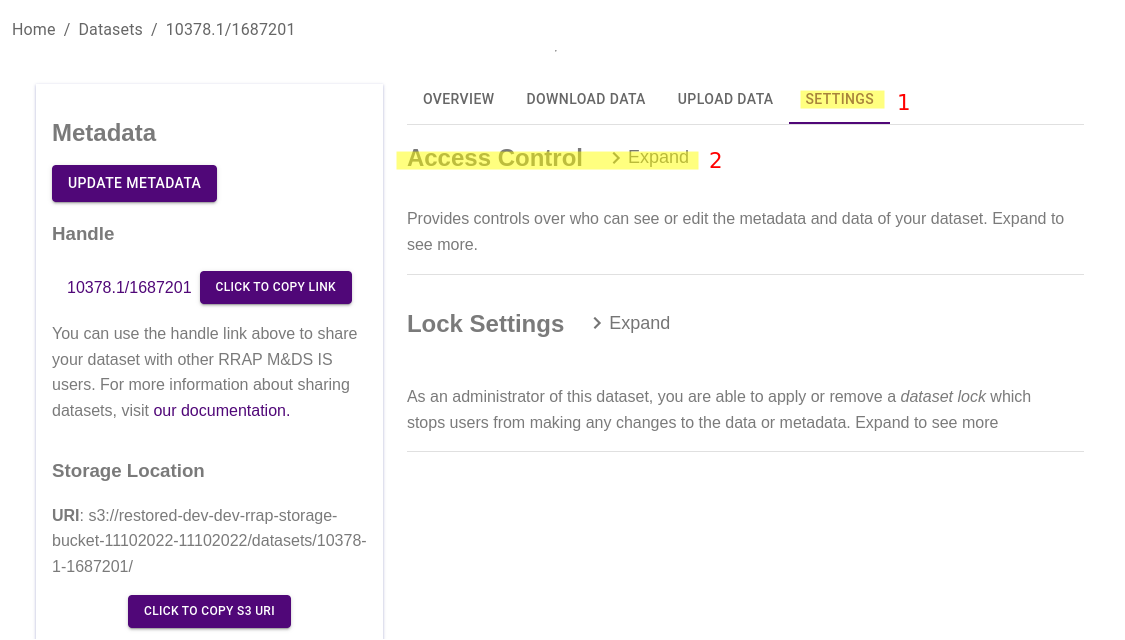 Home / Datasets / 10378.1/1687201
Metadata
UPDATE METADATA
Handle
10378.1/1687201 CLICK TO COPY LINK
You can use the handle link above to share
your dataset with other RRAP M&DS IS
users. For more information about sharing
datasets, visit our documentation.
Storage Location
URI: s3://restored-dev-dev-rrap-storage-
bucket-11102022-11102022/datasets/10378-
1-1687201/
CLICK TO COPY S3 URI
OVERVIEW DOWNLOAD DATA UPLOAD DATA SETTINGS 1
Access Control > Expand 2
Provides controls over who can see or edit the metadata and data of your dataset. Expand to
see more.
Lock Settings > Expand
As an administrator of this dataset, you are able to apply or remove a dataset lock which
stops users from making any changes to the data or metadata. Expand to see more